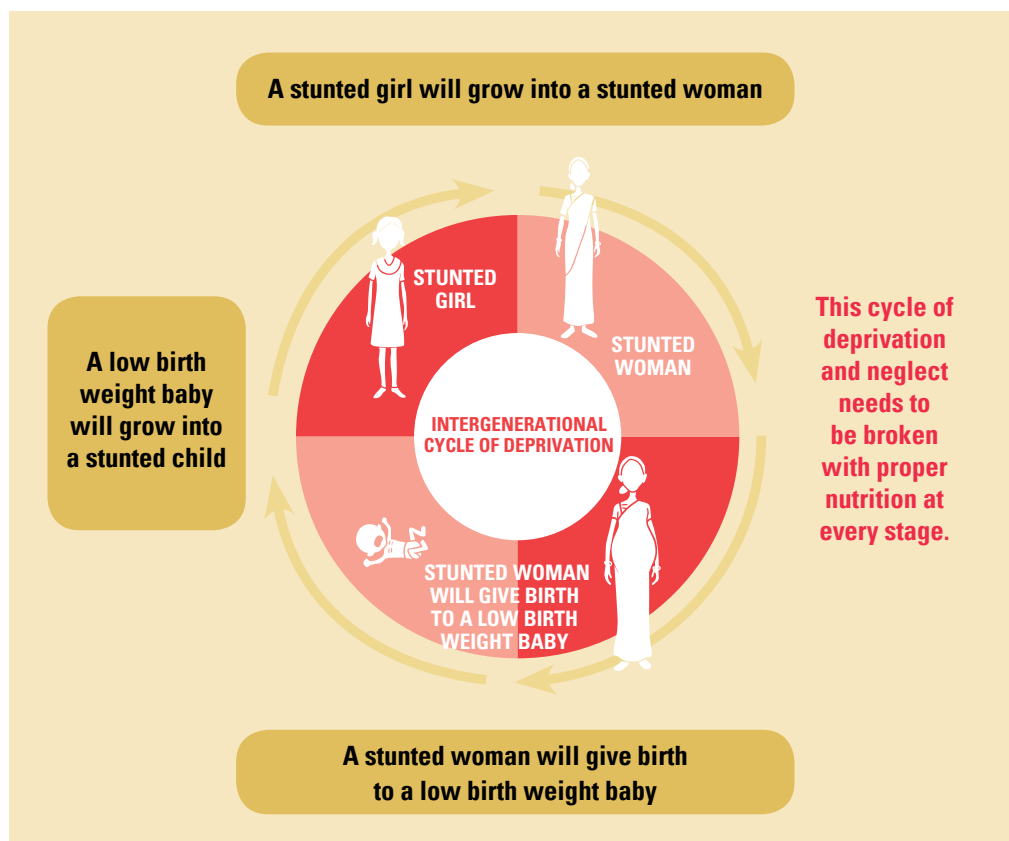 A stunted girl will grow into a stunted woman
STUNTED
GIRL
STUNTED
WOMAN
This cycle of
deprivation
and neglect
needs to
be broken
with proper
nutrition at
every stage.
A low birth
weight baby
will grow into
a stunted child
INTERGENERATIONAL
CYCLE OF DEPRIVATION
STUNTED WOMAN
WILL GIVE BIRTH
TO A LOW BIRTH
WEIGHT BABY
A stunted woman will give birth
to a low birth weight baby